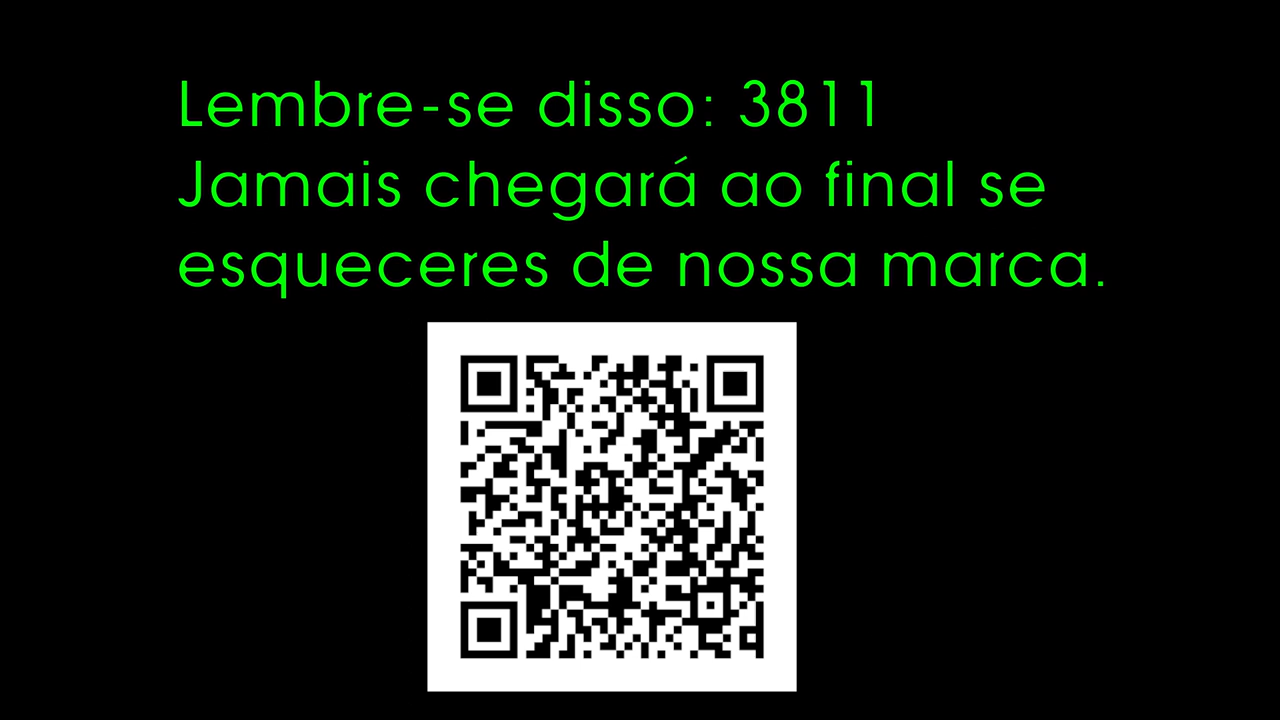 Lembre-se disso: 3811
Jamais chegará ao final se
esqueceres de nossa marca.